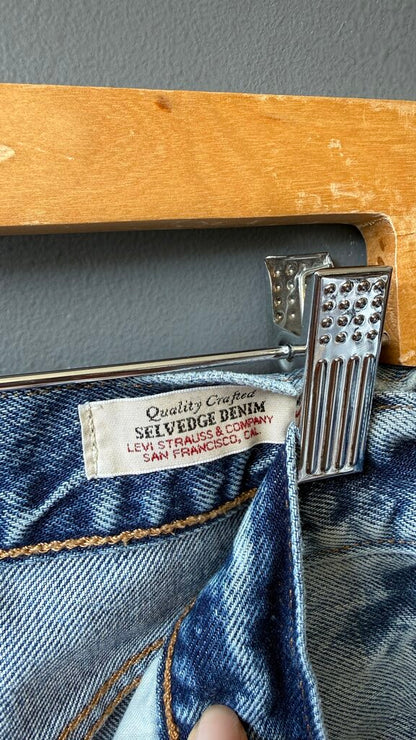 Quality Crafted
SELVEDGE DENIM
LEVI STRAUSS & COMPANY
SAN FRANCISCO, CAL.